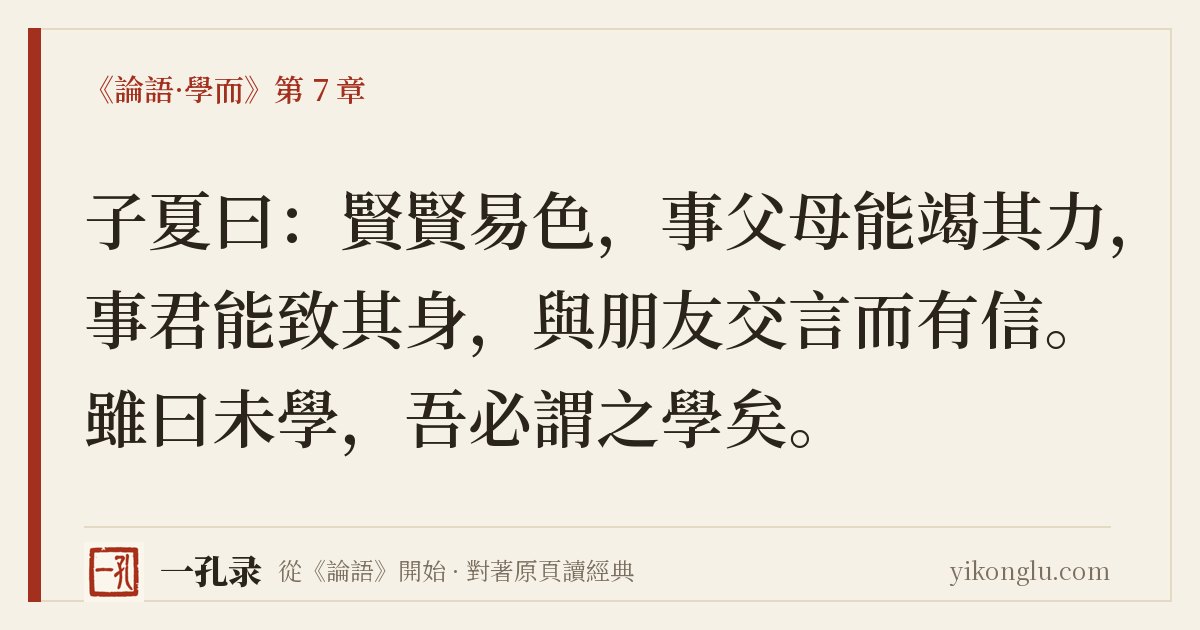 《論語·學而》第 7 章
子夏曰：賢賢易色，事父母能竭其力，
事君能致其身，與朋友交言而有信。
雖曰未學，吾必謂之學矣。
一孔
一孔录 從《論語》開始 · 對著原頁讀經典 yikonglu.com